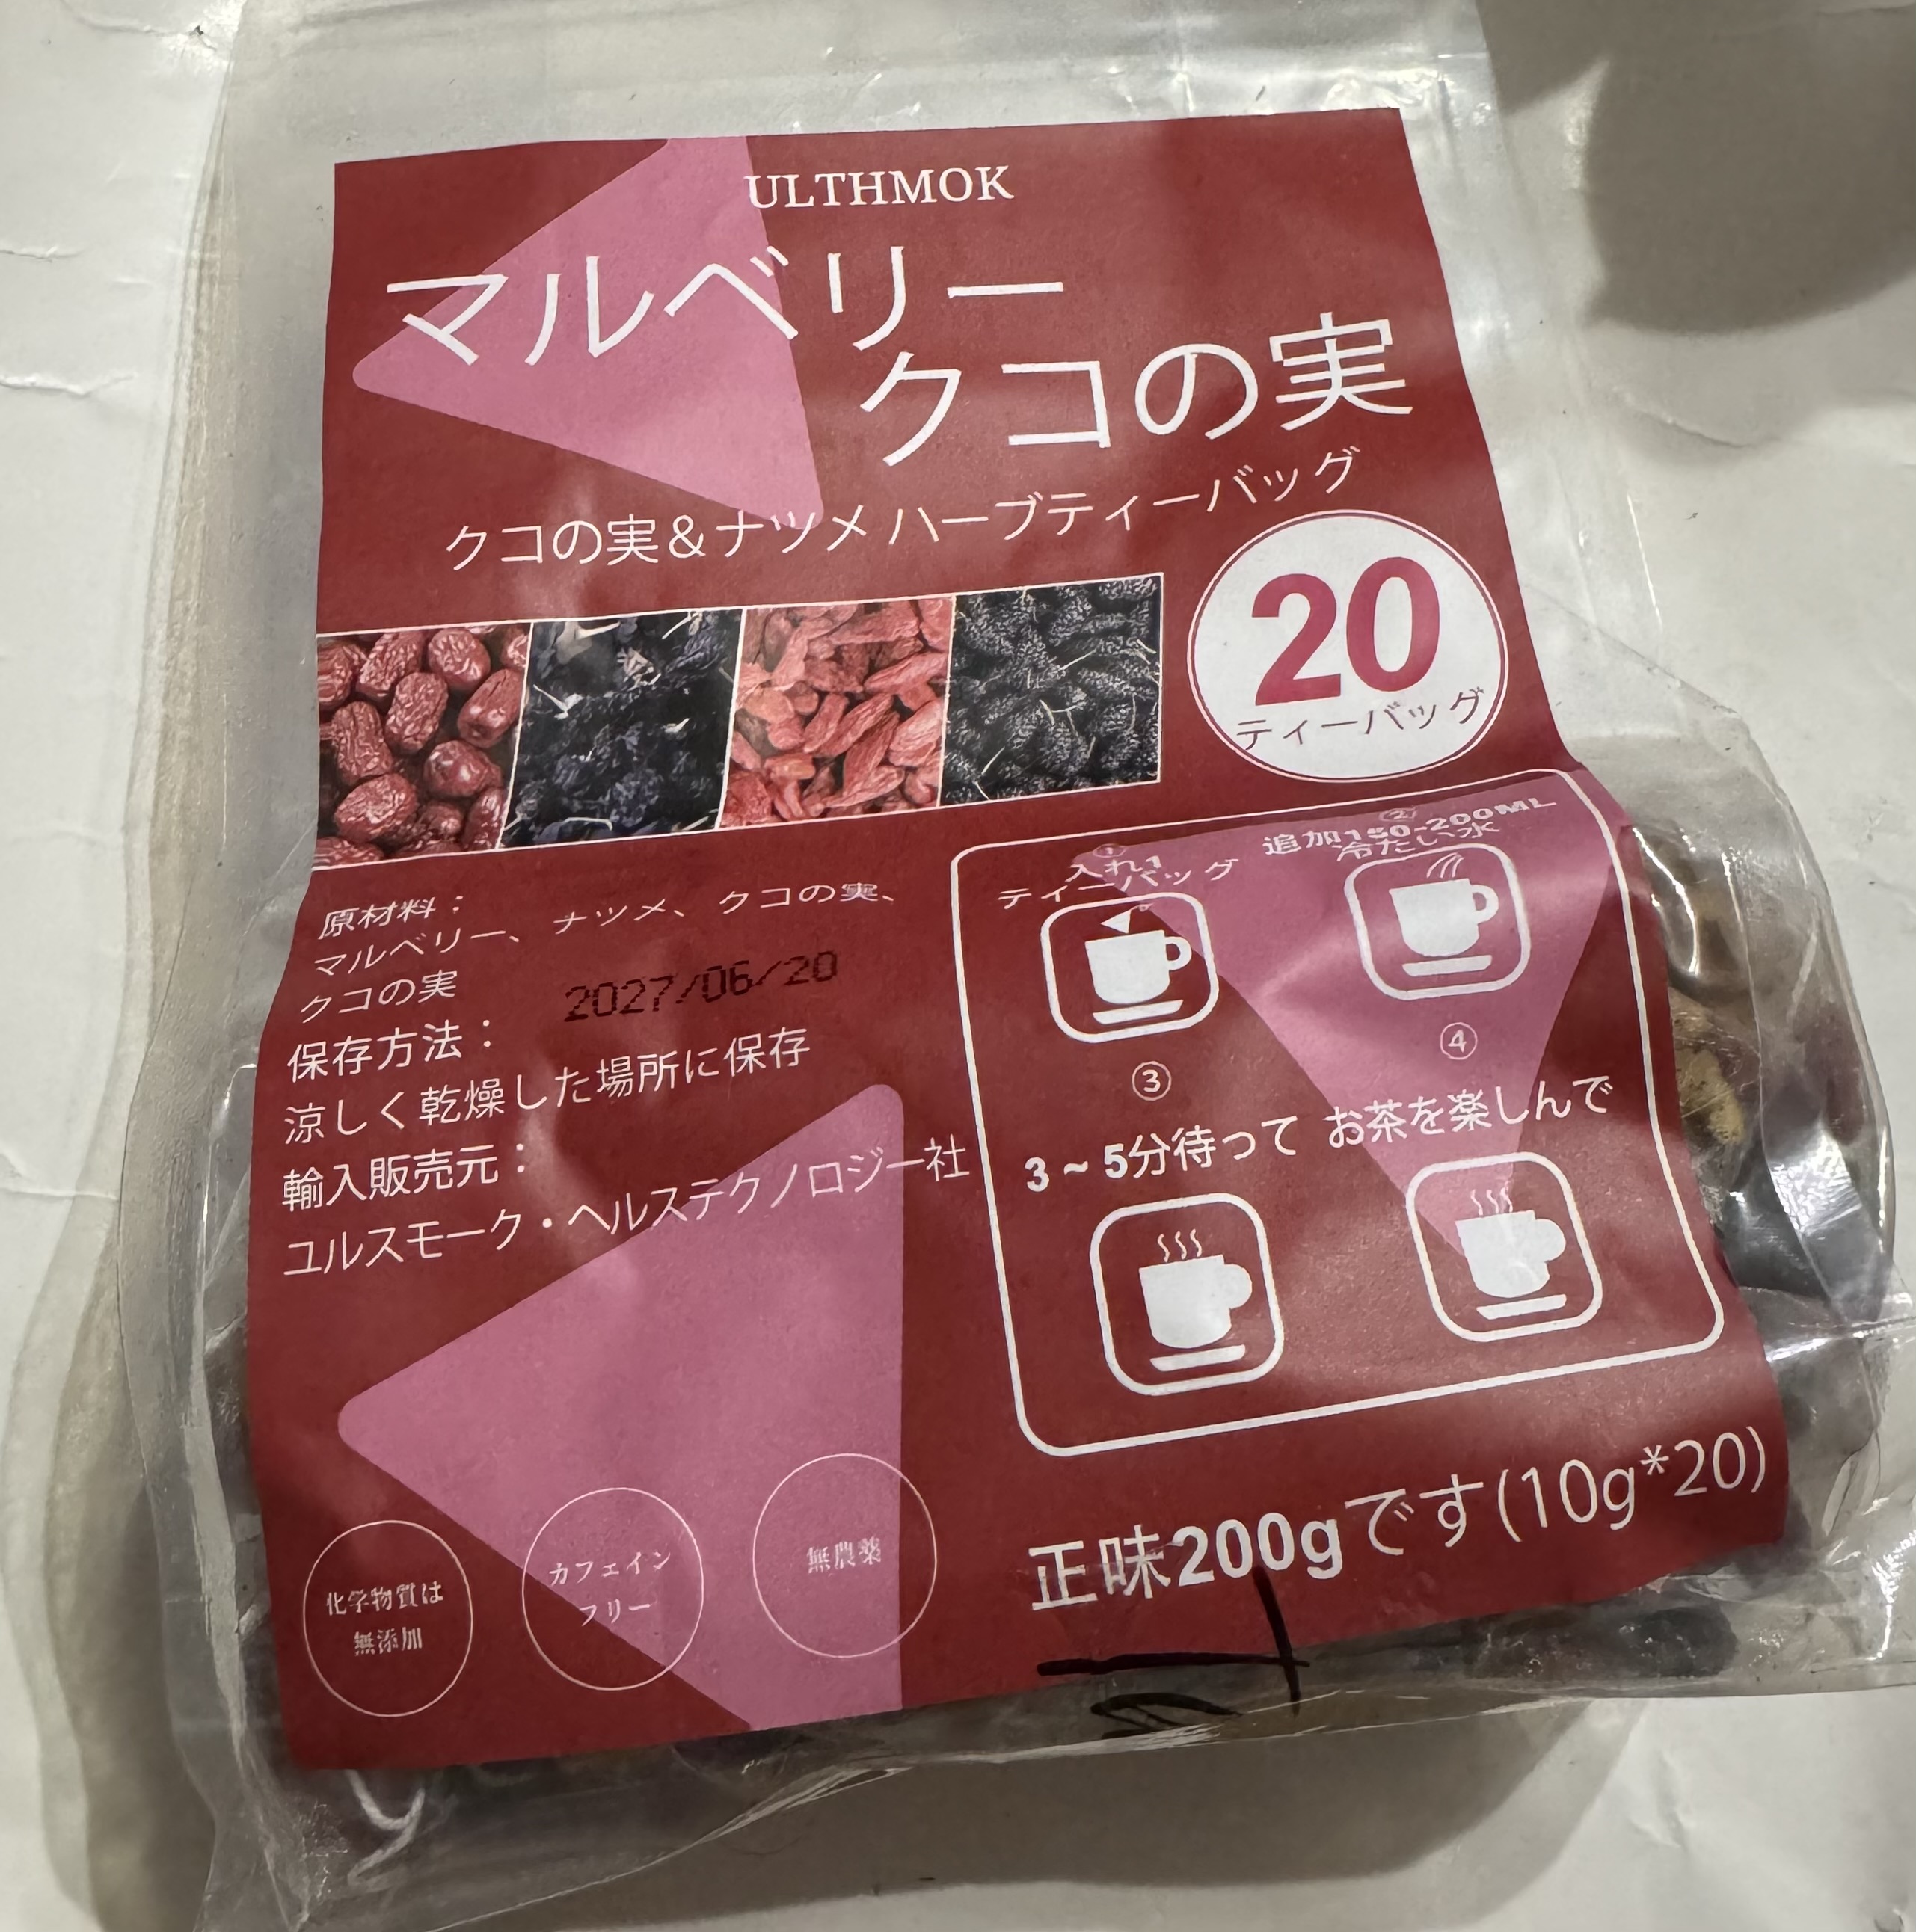 ULTHMOK
マルベリー
クコの実
クコの実&ナツメ ハーブティーバッグ
20
ティーバッグ
原材料：
ナツメ、クコの実、
マルベリー、
クコの実
2027/06/20
保存方法：
涼しく乾燥した場所に保存
輸入販売元：
ユルスモーク・ヘルステクノロジー社
①
入れ1
ティーバッグ
②
追加150-200ML
冷たい水
③
3～5分待って
④
お茶を楽しんで
化学物質は
無添加
カフェイン
フリー
無農薬
正味200gです(10g*20)